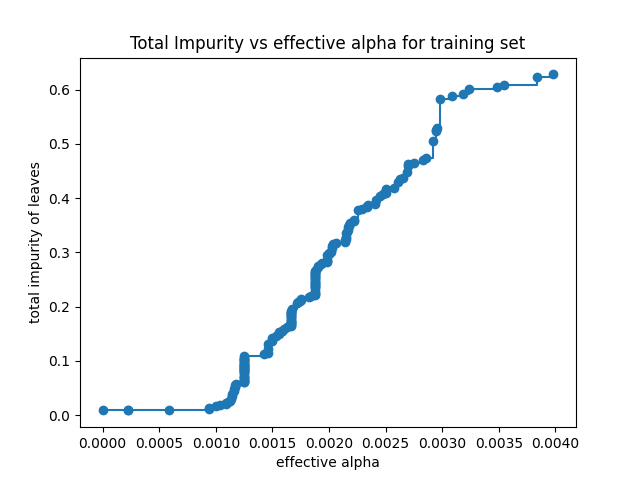 Total Impurity vs effective alpha for training set
total impurity of leaves
0.6
0.5
0.4
0.3
0.2
0.1
0.0
0.0000 0.0005 0.0010 0.0015 0.0020 0.0025 0.0030 0.0035 0.0040
effective alpha